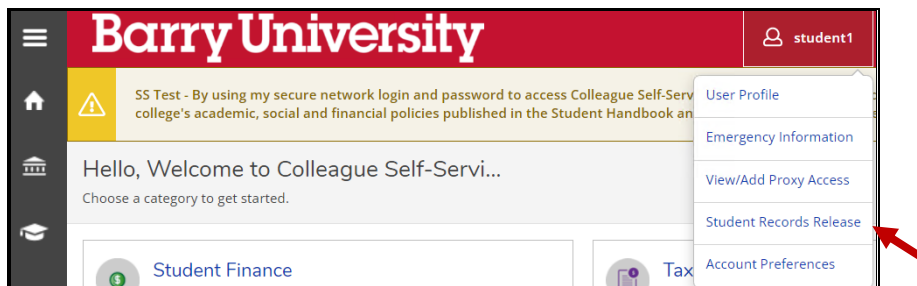 Barry University
student1
SS Test - By using my secure network login and password to access Colleague Self-Serv
college's academic, social and financial policies published in the Student Handbook an
User Profile
Emergency Information
View/Add Proxy Access
Student Records Release
Account Preferences
Hello, Welcome to Colleague Self-Servi...
Choose a category to get started.
Student Finance
Tax